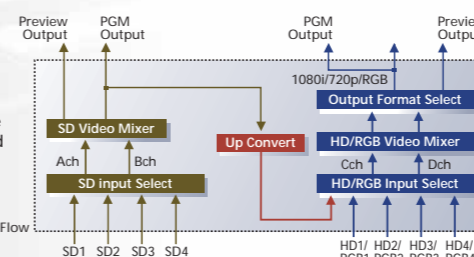 Preview
Output
PGM
Output
PGM
Output
1080i/720p/RGB
Output Format Select
SD Video Mixer
Up Convert
HD/RGB Video Mixer
Ach
Bch
Cch
Dch
SD input Select
HD/RGB Input Select
Flow
SD1 SD2 SD3 SD4
HD1/ HD2/ HD3/ HD4/